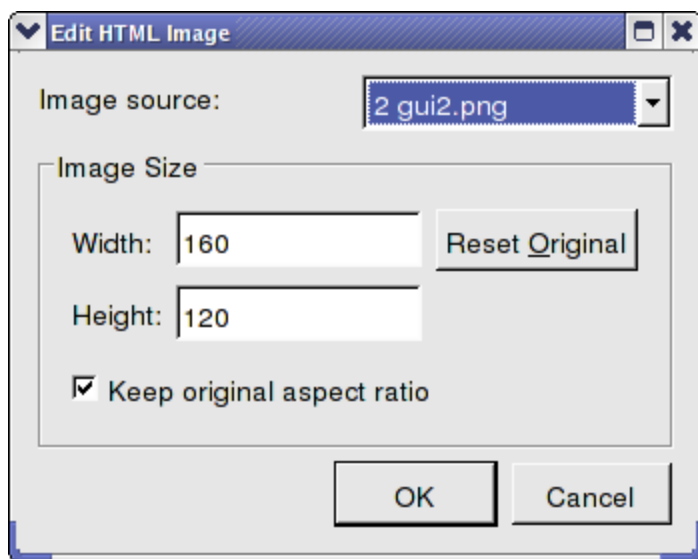 Edit HTML Image
Image source: 2 gui2.png
Image Size
Width: 160 Reset Original
Height: 120
Keep original aspect ratio
OK Cancel